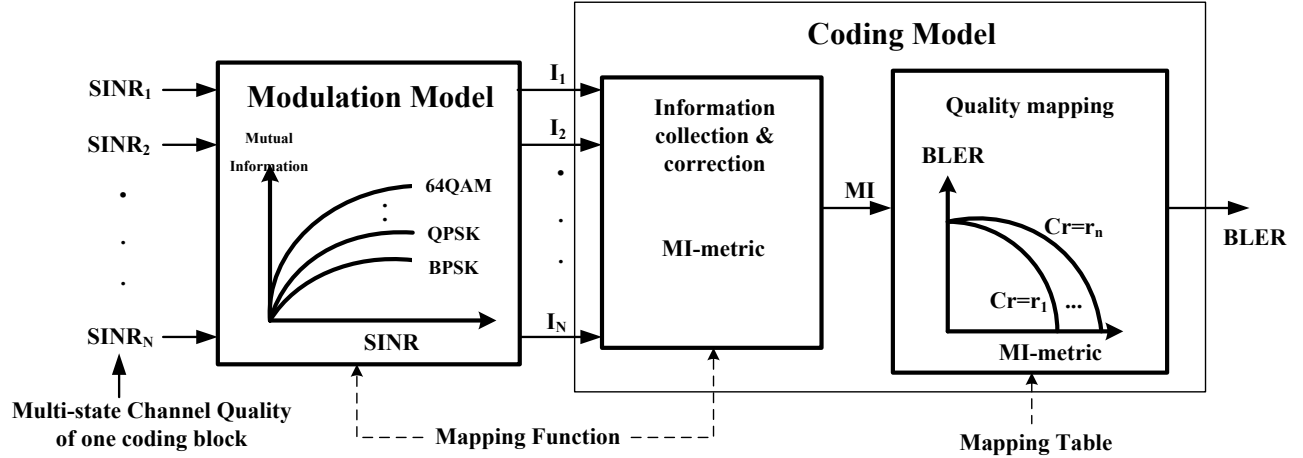 Coding Model
SINR1
SINR2
.
.
.
SINRN
Multi-state Channel Quality
of one coding block
Modulation Model
Mutual
Information
64QAM
:
QPSK
BPSK
SINR
I1
I2
.
.
.
IN
Information
collection &
correction
MI-metric
MI
Quality mapping
BLER
Cr=rn
Cr=r1 ...
MI-metric
BLER
Mapping Function
Mapping Table